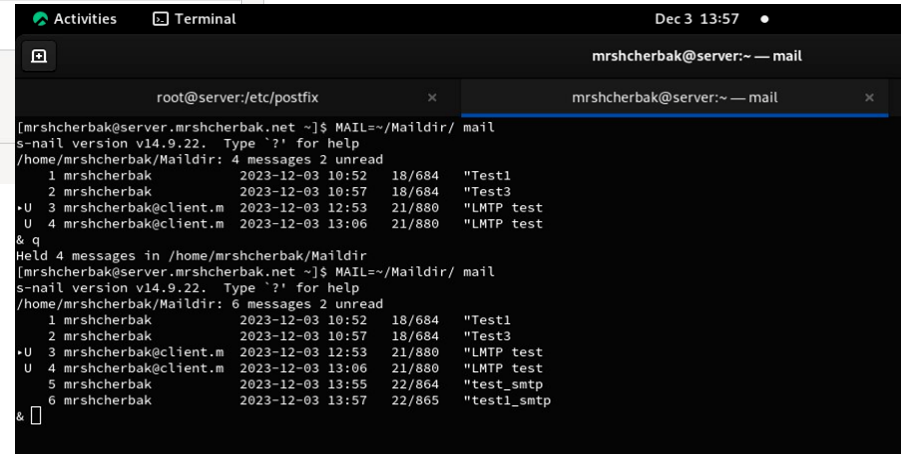 Activities Terminal Dec 3 13:57
mrshcherbak@server:~ — mail
root@server:/etc/postfix × mrshcherbak@server:~ — mail ×
[mrshcherbak@server.mrshcherbak.net ~]$ MAIL=~/Maildir/ mail
s-nail version v14.9.22.  Type `?' for help
/home/mrshcherbak/Maildir: 4 messages 2 unread
    1 mrshcherbak           2023-12-03 10:52   18/684   "Test1
    2 mrshcherbak           2023-12-03 10:57   18/684   "Test3
▸U  3 mrshcherbak@client.m  2023-12-03 12:53   21/880   "LMTP test
 U  4 mrshcherbak@client.m  2023-12-03 13:06   21/880   "LMTP test
& q
Held 4 messages in /home/mrshcherbak/Maildir
[mrshcherbak@server.mrshcherbak.net ~]$ MAIL=~/Maildir/ mail
s-nail version v14.9.22.  Type `?' for help
/home/mrshcherbak/Maildir: 6 messages 2 unread
    1 mrshcherbak           2023-12-03 10:52   18/684   "Test1
    2 mrshcherbak           2023-12-03 10:57   18/684   "Test3
▸U  3 mrshcherbak@client.m  2023-12-03 12:53   21/880   "LMTP test
 U  4 mrshcherbak@client.m  2023-12-03 13:06   21/880   "LMTP test
    5 mrshcherbak           2023-12-03 13:55   22/864   "test_smtp
    6 mrshcherbak           2023-12-03 13:57   22/865   "test1_smtp
&